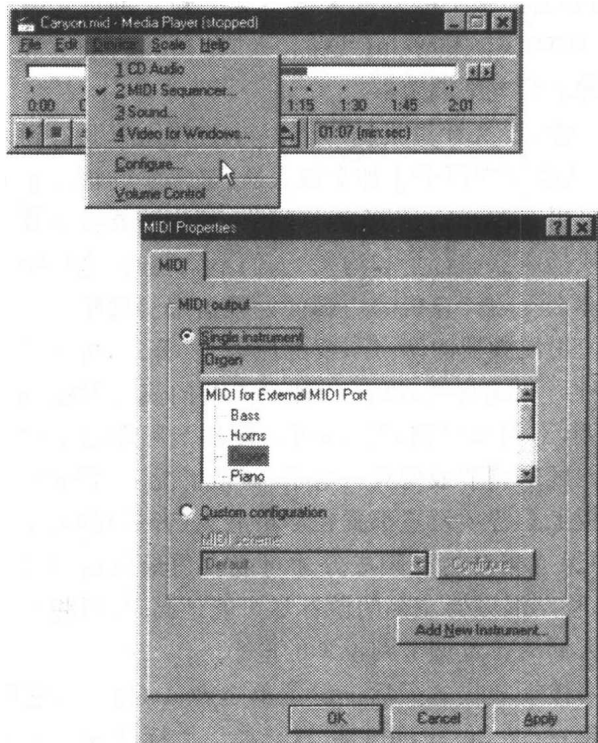 Canyon.mid - Media Player (stopped)
File Edit Device Scale Help
1 CD Audio
2 MIDI Sequencer...
3 Sound...
4 Video for Windows...
Configure...
Volume Control
0:00 1:15 1:30 1:45 2:01
01:07 (min:sec)
MIDI Properties
MIDI
MIDI output
Single instrument
Organ
MIDI for External MIDI Port
Bass
Horns
Organ
Piano
Custom configuration
MIDI scheme:
Default
Configure...
Add New Instrument...
OK Cancel Apply